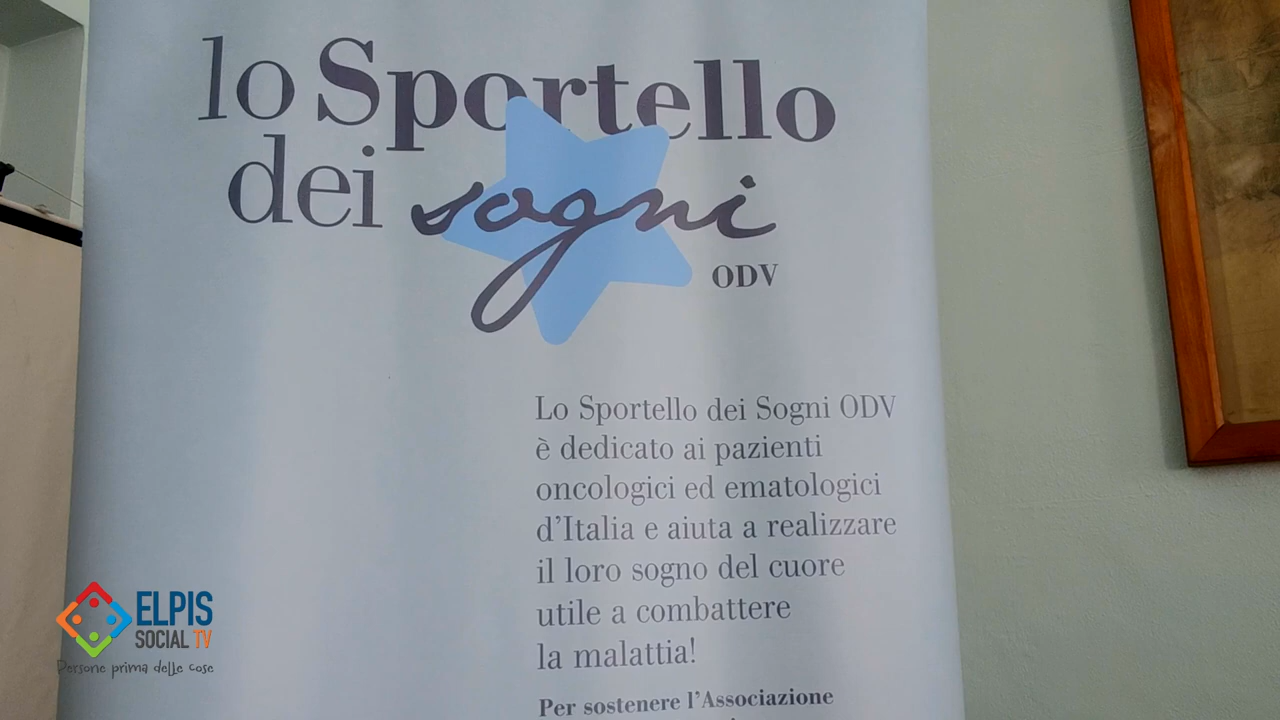 lo Sportello
dei sogni
ODV
Lo Sportello dei Sogni ODV
è dedicato ai pazienti
oncologici ed ematologici
d'Italia e aiuta a realizzare
il loro sogno del cuore
utile a combattere
la malattia!
Per sostenere l'Associazione
ELPIS
SOCIAL TV
Persone prima delle cose